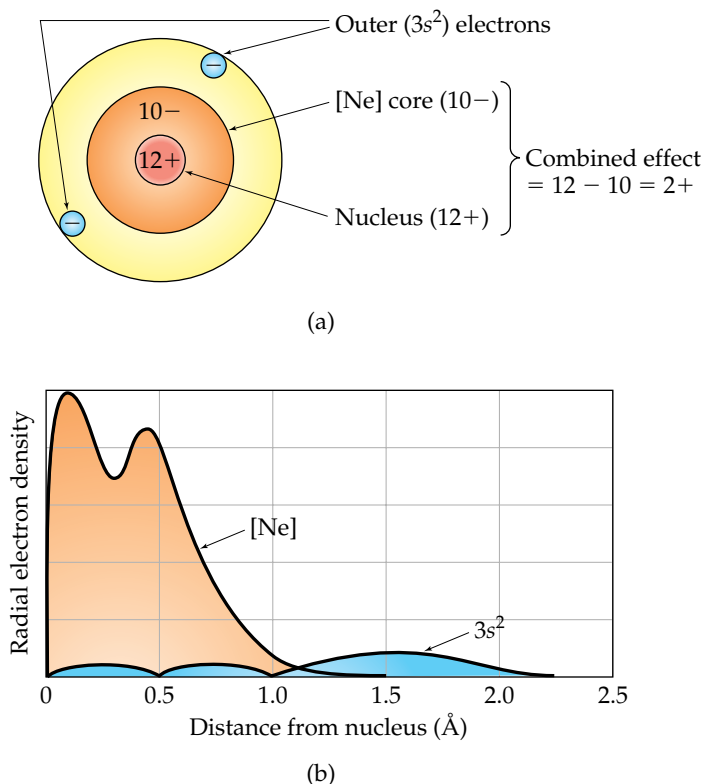 Outer (3s²) electrons
−
[Ne] core (10−)
10−
12+
Combined effect
= 12 − 10 = 2+
Nucleus (12+)
−
(a)
Radial electron density
[Ne]
3s²
0
0.5
1.0
1.5
2.0
2.5
Distance from nucleus (Å)
(b)